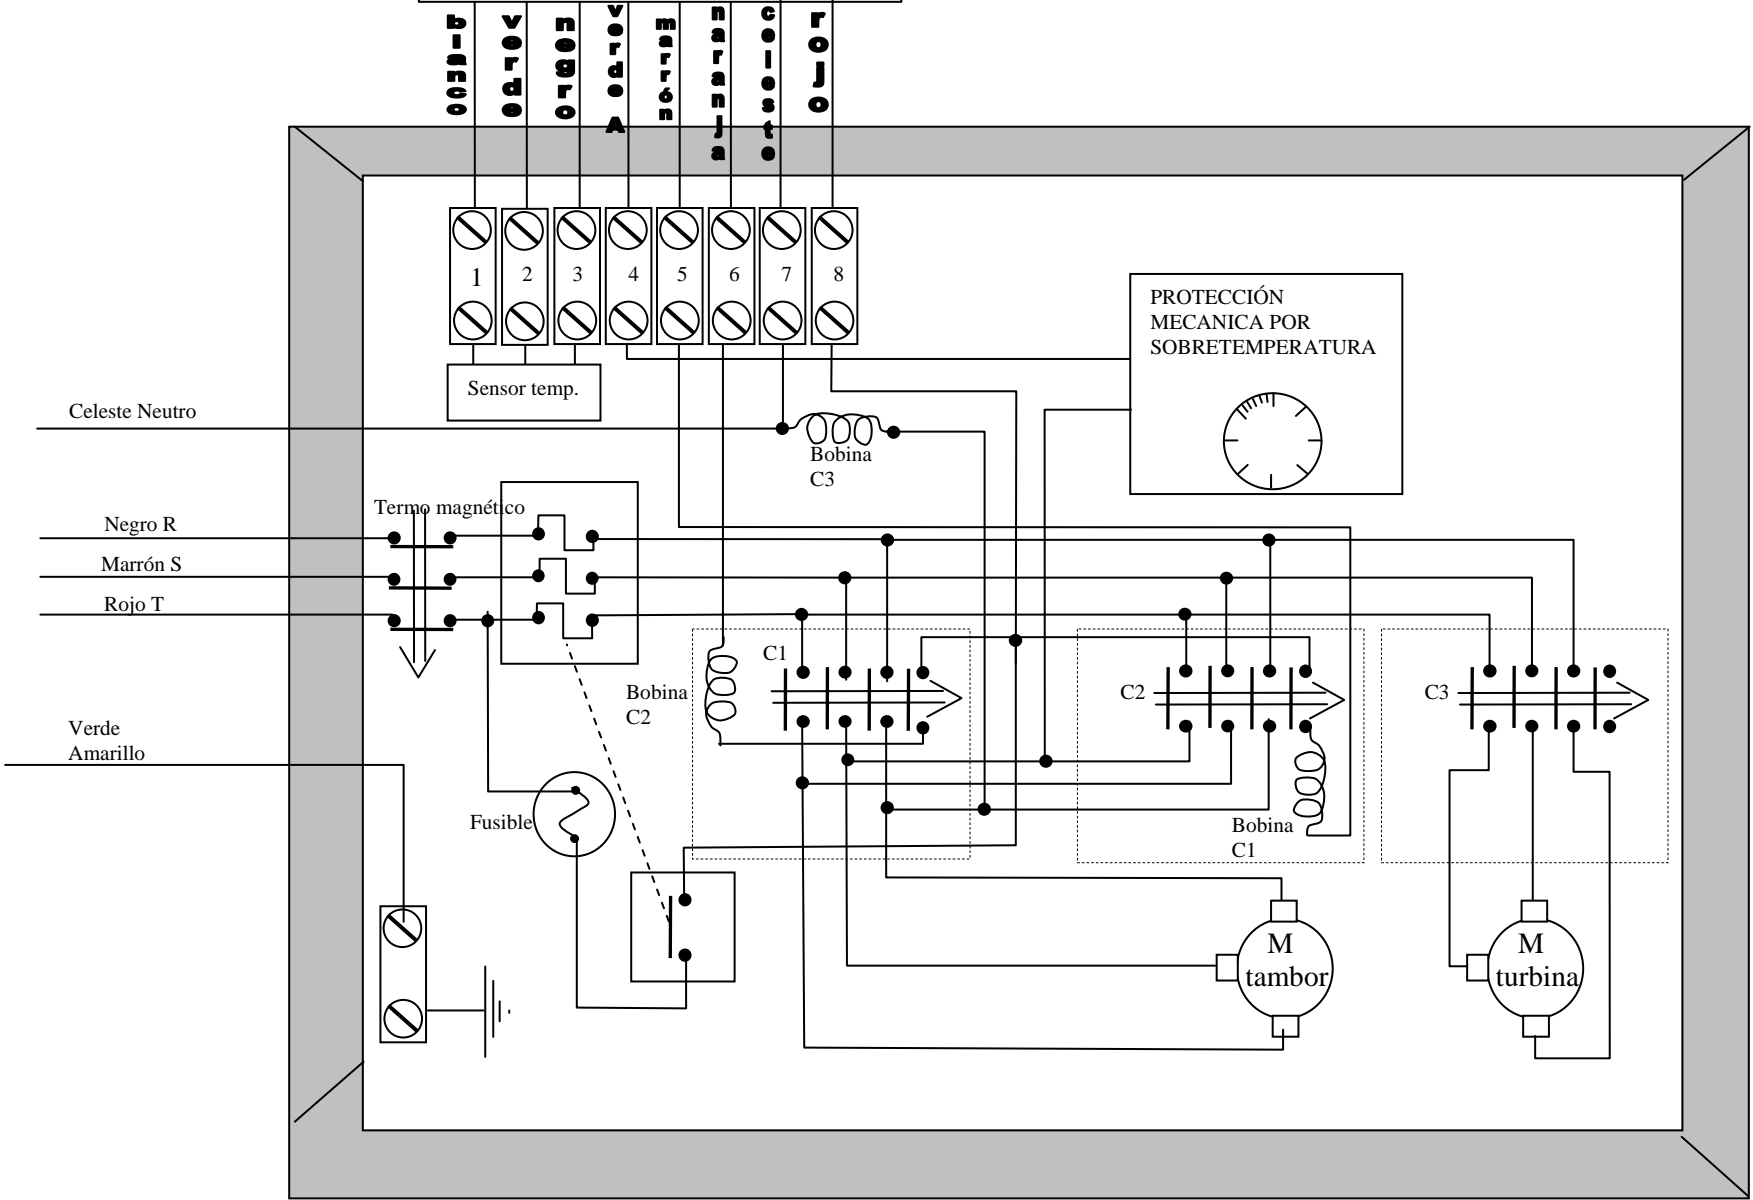 blanco
verde
negro
verde A
marrón
naranja
celeste
rojo
1
2
3
4
5
6
7
8
PROTECCIÓN
MECANICA POR
SOBRETEMPERATURA
Sensor temp.
Celeste Neutro
Bobina
C3
Termo magnético
Negro R
Marrón S
Rojo T
C1
Bobina
C2
C2
C3
Verde
Amarillo
Fusible
Bobina
C1
M
tambor
M
turbina